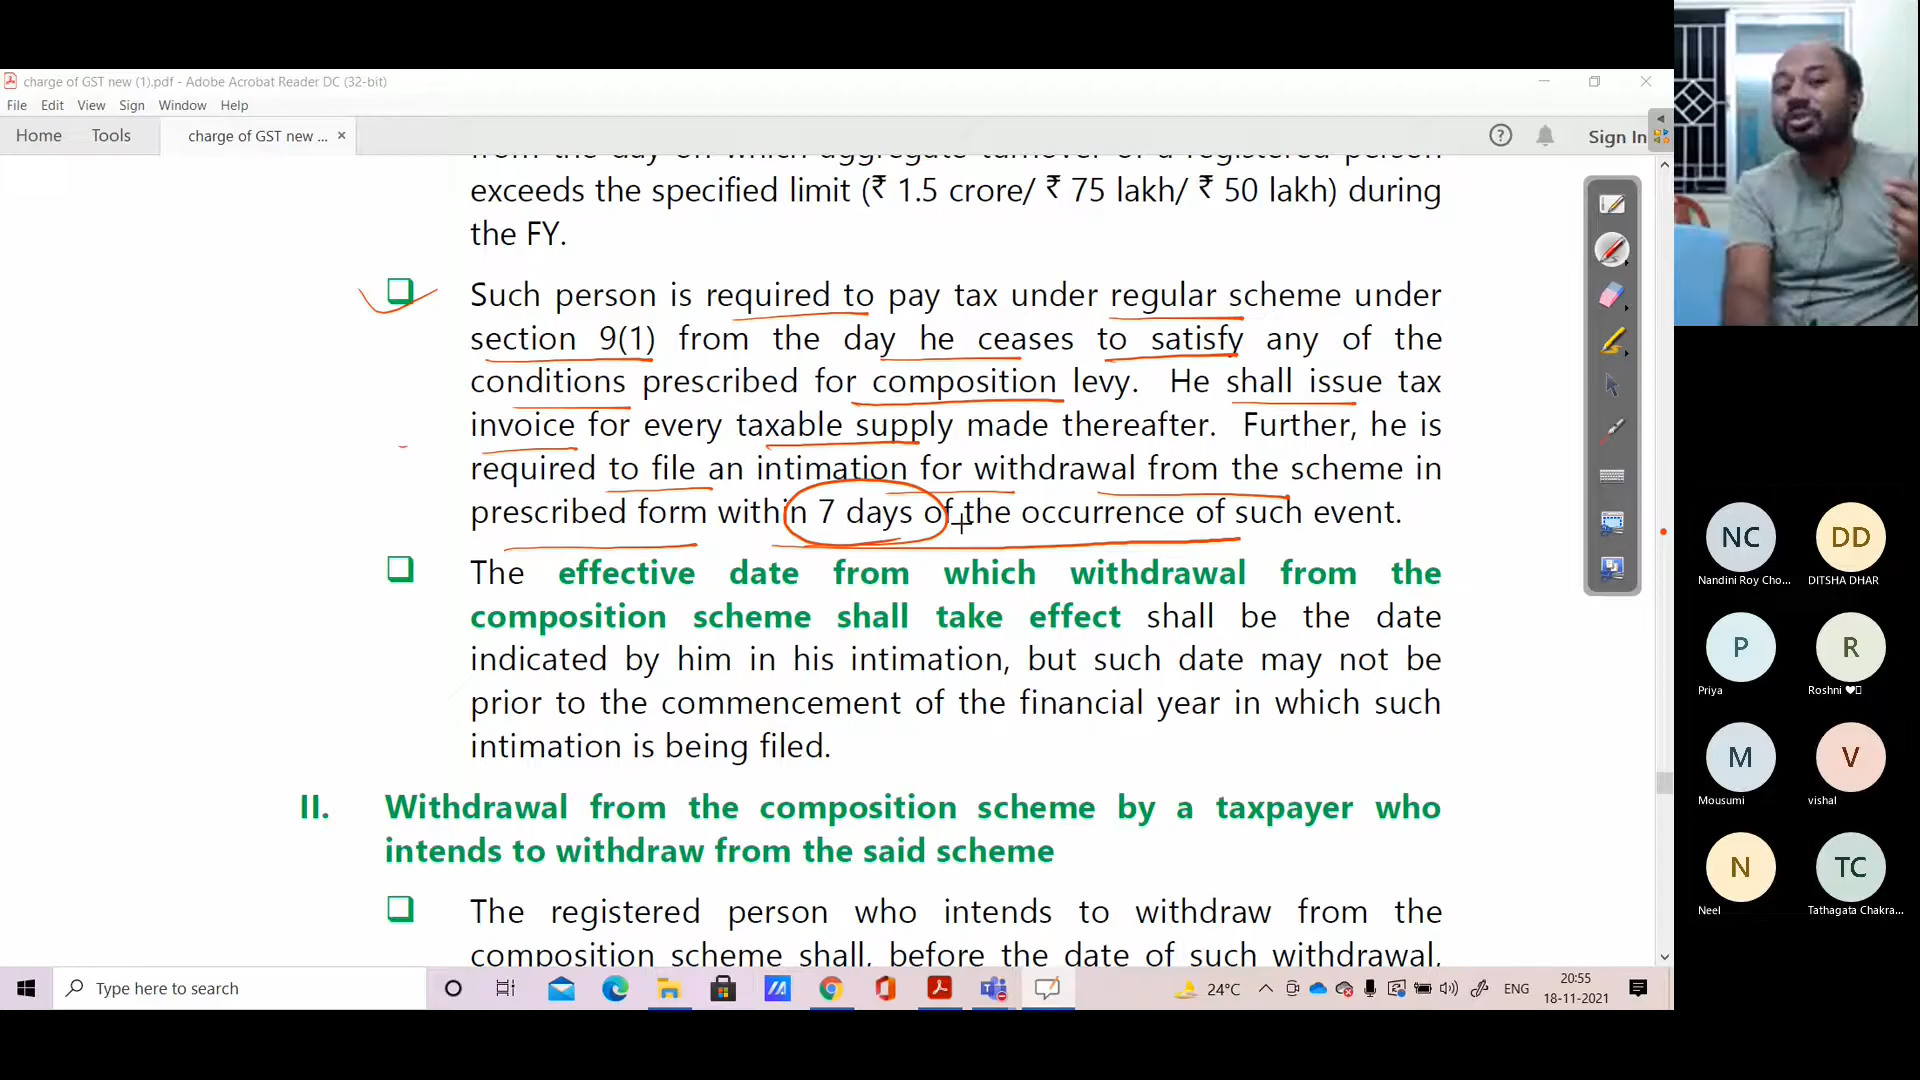 charge of GST new (1).pdf - Adobe Acrobat Reader DC (32-bit)
File Edit View Sign Window Help
Home Tools charge of GST new ... × Sign In
from the day on which aggregate turnover of a registered person
exceeds the specified limit (₹ 1.5 crore/ ₹ 75 lakh/ ₹ 50 lakh) during
the FY.
Such person is required to pay tax under regular scheme under
section 9(1) from the day he ceases to satisfy any of the
conditions prescribed for composition levy. He shall issue tax
invoice for every taxable supply made thereafter. Further, he is
required to file an intimation for withdrawal from the scheme in
prescribed form within 7 days of the occurrence of such event.
The effective date from which withdrawal from the
composition scheme shall take effect shall be the date
indicated by him in his intimation, but such date may not be
prior to the commencement of the financial year in which such
intimation is being filed.
II. Withdrawal from the composition scheme by a taxpayer who
intends to withdraw from the said scheme
The registered person who intends to withdraw from the
composition scheme shall, before the date of such withdrawal,
NC DD
Nandini Roy Cho... DITSHA DHAR
P R
Priya Roshni ❤
M V
Mousumi vishal
N TC
Neel Tathagata Chakra...
Type here to search 24°C ENG 20:55
18-11-2021